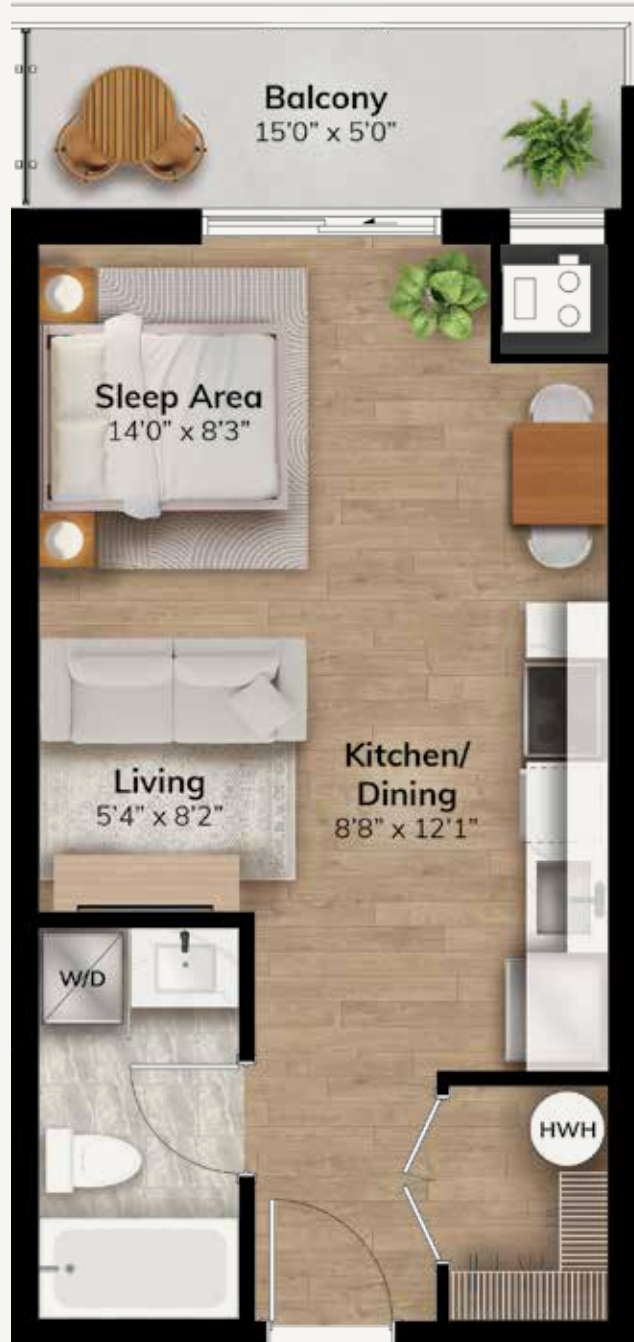 Balcony
15’0” x 5’0”
Sleep Area
14’0” x 8’3”
Living
5’4” x 8’2”
Kitchen/
Dining
8’8” x 12’1”
W/D
HWH